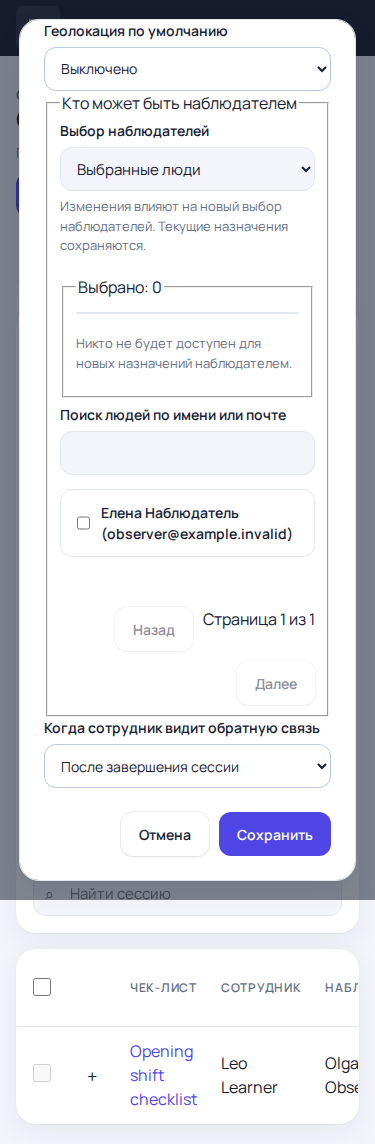 Геолокация по умолчанию
Выключено
Кто может быть наблюдателем
Выбор наблюдателей
Выбранные люди
Изменения влияют на новый выбор
наблюдателей. Текущие назначения
сохраняются.
Выбрано: 0
Никто не будет доступен для
новых назначений наблюдателем.
Поиск людей по имени или почте
Елена Наблюдатель
(observer@example.invalid)
Назад
Страница 1 из 1
Далее
Когда сотрудник видит обратную связь
После завершения сессии
Отмена
Сохранить
Найти сессию
ЧЕК-ЛИСТ
СОТРУДНИК
+
Opening
shift
checklist
Leo
Learner
Olga